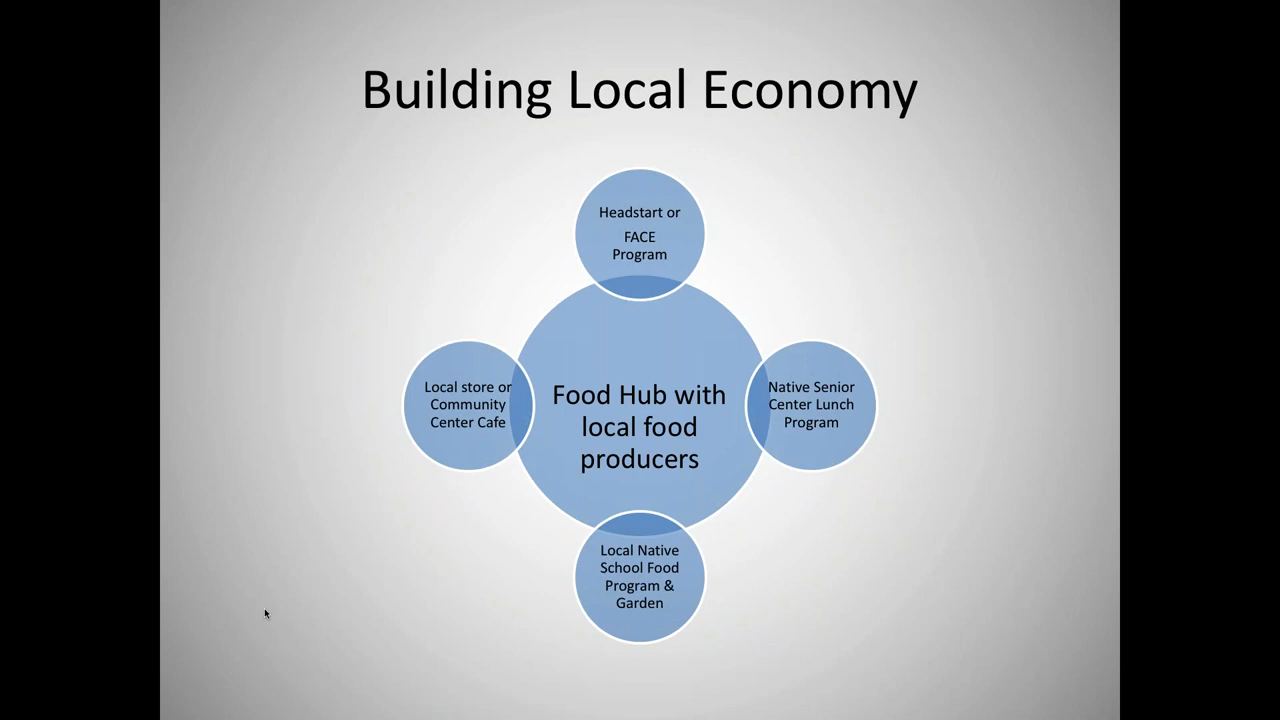 Building Local Economy
Headstart or
FACE
Program
Local store or
Community
Center Cafe
Food Hub with
local food
producers
Native Senior
Center Lunch
Program
Local Native
School Food
Program &
Garden